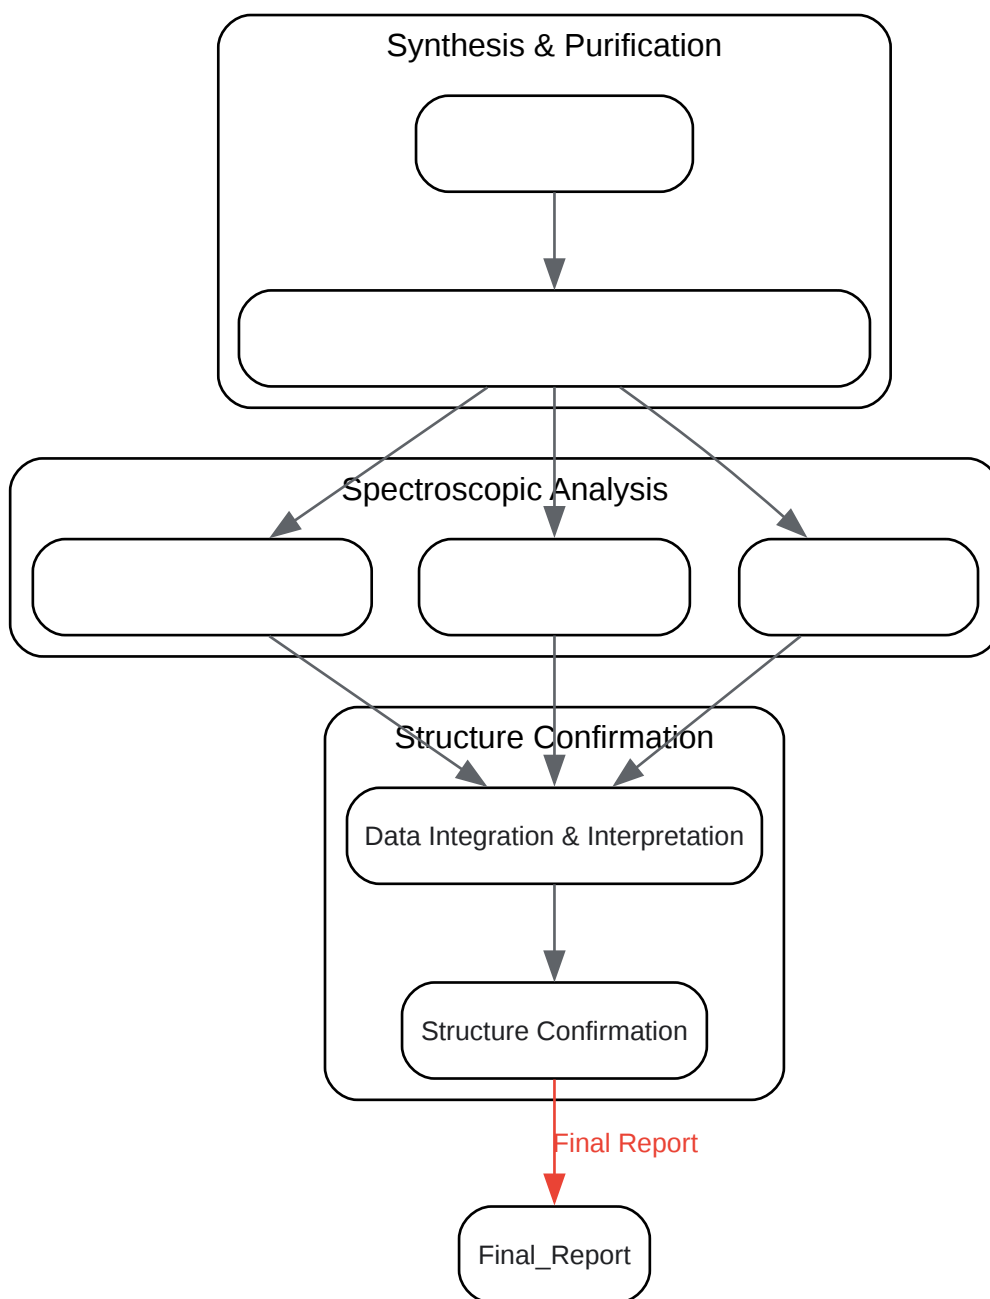 Synthesis & Purification
Spectroscopic Analysis
Structure Confirmation
Data Integration & Interpretation
Structure Confirmation
Final Report
Final_Report